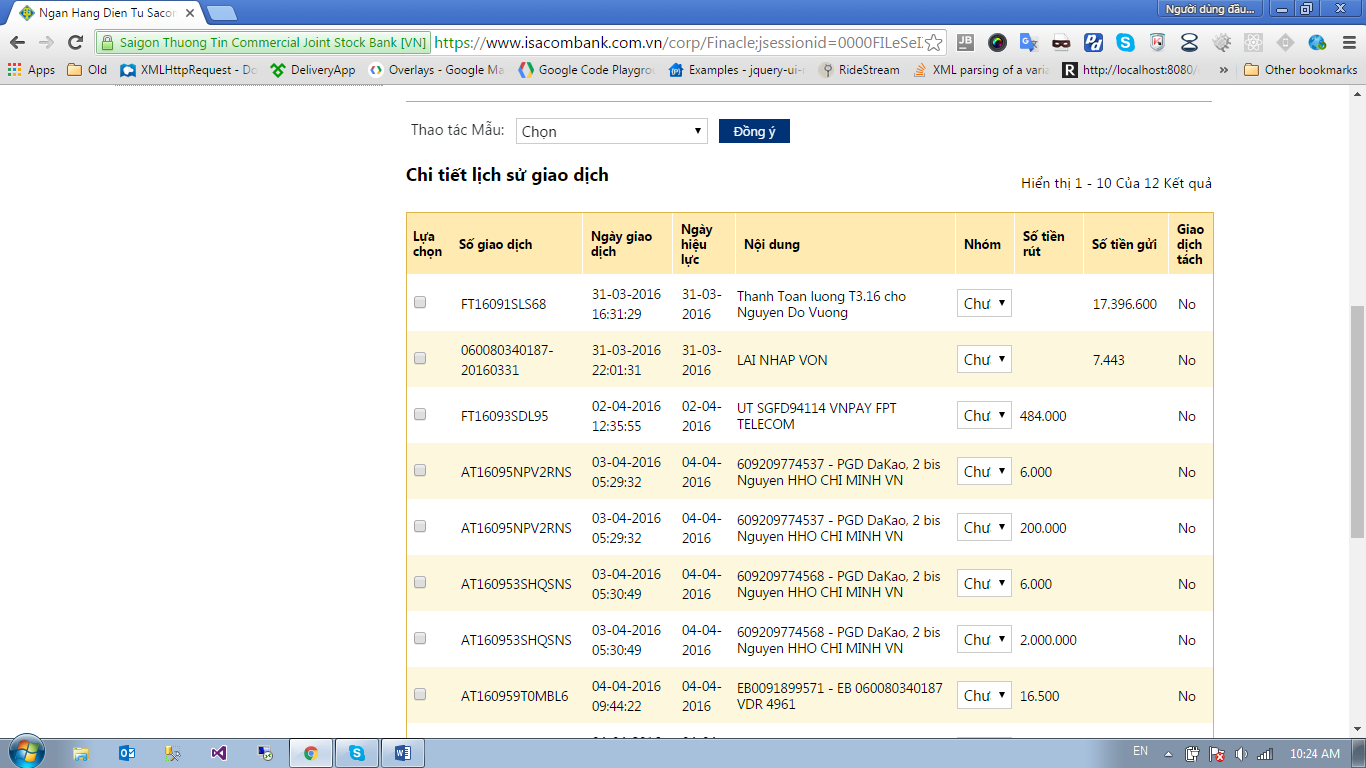 Ngan Hang Dien Tu Sacor
Người dùng đầu...
Saigon Thuong Tin Commercial Joint Stock Bank [VN] https://www.isacombank.com.vn/corp/Finacle;jsessionid=0000FILeSeI
Apps Old XMLHttpRequest - Do DeliveryApp Overlays - Google Ma Google Code Playgrou Examples - jquery-ui- RideStream XML parsing of a varia http://localhost:8080/ » Other bookmarks
Thao tác Mẫu: Chọn Đồng ý
Chi tiết lịch sử giao dịch
Hiển thị 1 - 10 Của 12 Kết quả
Lựa chọn Số giao dịch Ngày giao dịch Ngày hiệu lực Nội dung Nhóm Số tiền rút Số tiền gửi Giao dịch tách
FT16091SLS68 31-03-2016 16:31:29 31-03-2016 Thanh Toan luong T3.16 cho Nguyen Do Vuong Chư 17.396.600 No
060080340187-20160331 31-03-2016 22:01:31 31-03-2016 LAI NHAP VON Chư 7.443 No
FT16093SDL95 02-04-2016 12:35:55 02-04-2016 UT SGFD94114 VNPAY FPT TELECOM Chư 484.000 No
AT16095NPV2RNS 03-04-2016 05:29:32 04-04-2016 609209774537 - PGD DaKao, 2 bis Nguyen HHO CHI MINH VN Chư 6.000 No
AT16095NPV2RNS 03-04-2016 05:29:32 04-04-2016 609209774537 - PGD DaKao, 2 bis Nguyen HHO CHI MINH VN Chư 200.000 No
AT160953SHQSNS 03-04-2016 05:30:49 04-04-2016 609209774568 - PGD DaKao, 2 bis Nguyen HHO CHI MINH VN Chư 6.000 No
AT160953SHQSNS 03-04-2016 05:30:49 04-04-2016 609209774568 - PGD DaKao, 2 bis Nguyen HHO CHI MINH VN Chư 2.000.000 No
AT160959T0MBL6 04-04-2016 09:44:22 04-04-2016 EB0091899571 - EB 060080340187 VDR 4961 Chư 16.500 No
EN 10:24 AM